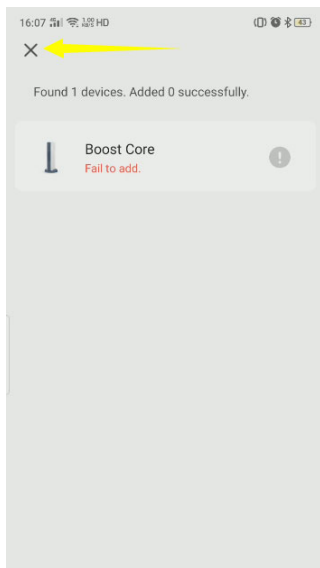 16:07 HD 43
Found 1 devices. Added 0 successfully.
Boost Core
Fail to add.